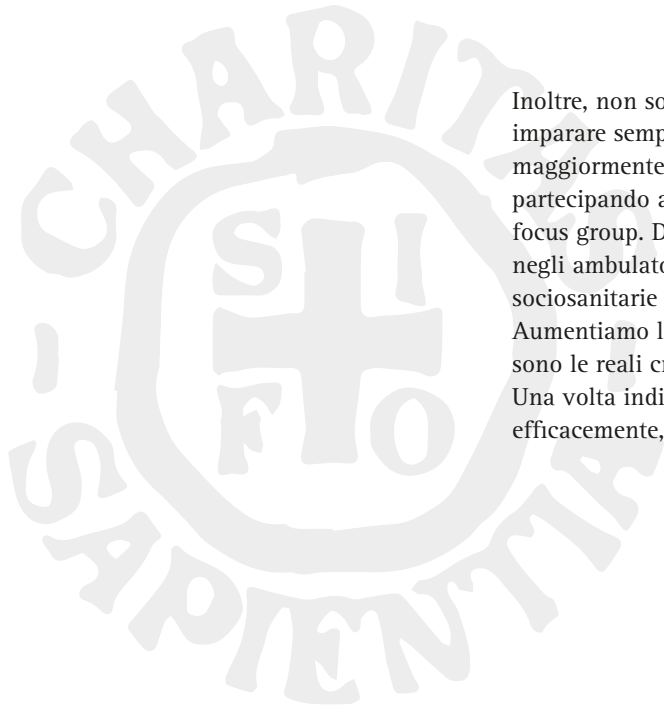 Inoltre, non so
imparare semp
maggiormente
partecipando a
focus group. D
negli ambulato
sociosanitarie
Aumentiamo l
sono le reali cr
Una volta indi
efficacemente,
- CHARITAS -
SAPIENTIA
S I
F O